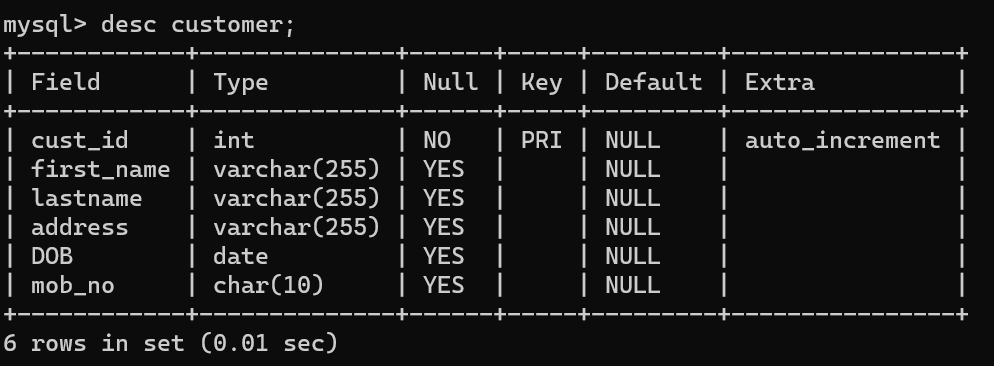 mysql> desc customer;
+------------+--------------+------+-----+---------+----------------+
| Field      | Type         | Null | Key | Default | Extra          |
+------------+--------------+------+-----+---------+----------------+
| cust_id    | int          | NO   | PRI | NULL    | auto_increment |
| first_name | varchar(255) | YES  |     | NULL    |                |
| lastname   | varchar(255) | YES  |     | NULL    |                |
| address    | varchar(255) | YES  |     | NULL    |                |
| DOB        | date         | YES  |     | NULL    |                |
| mob_no     | char(10)     | YES  |     | NULL    |                |
+------------+--------------+------+-----+---------+----------------+
6 rows in set (0.01 sec)